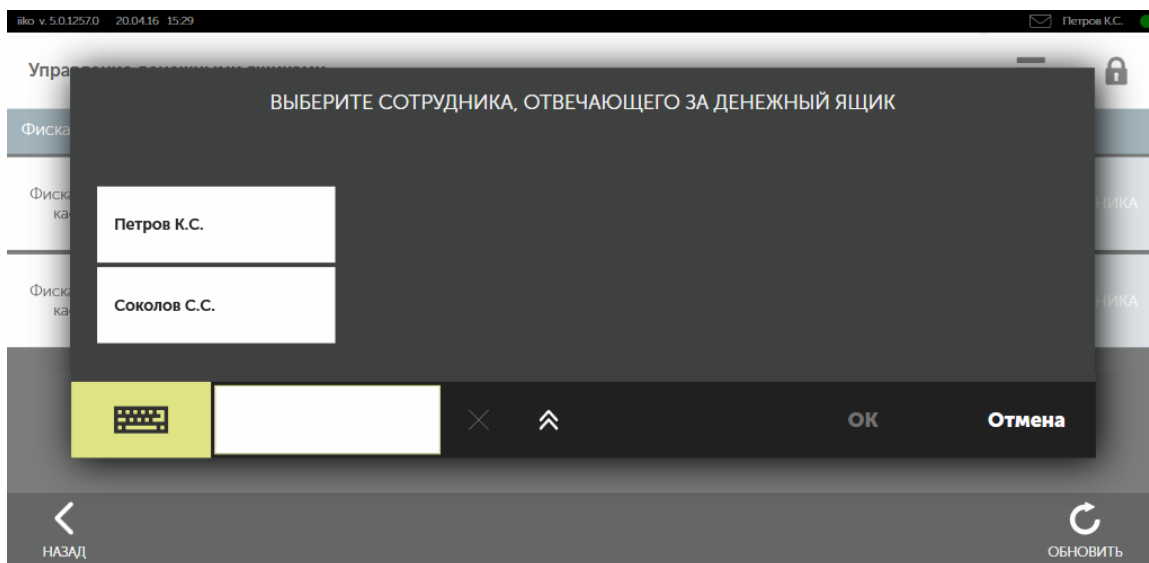 iiko v. 5.0.1257.0 20.04.16 15:29 Петров К.С.
ВЫБЕРИТЕ СОТРУДНИКА, ОТВЕЧАЮЩЕГО ЗА ДЕНЕЖНЫЙ ЯЩИК
Петров К.С.
Соколов С.С.
ОК Отмена
НАЗАД ОБНОВИТЬ